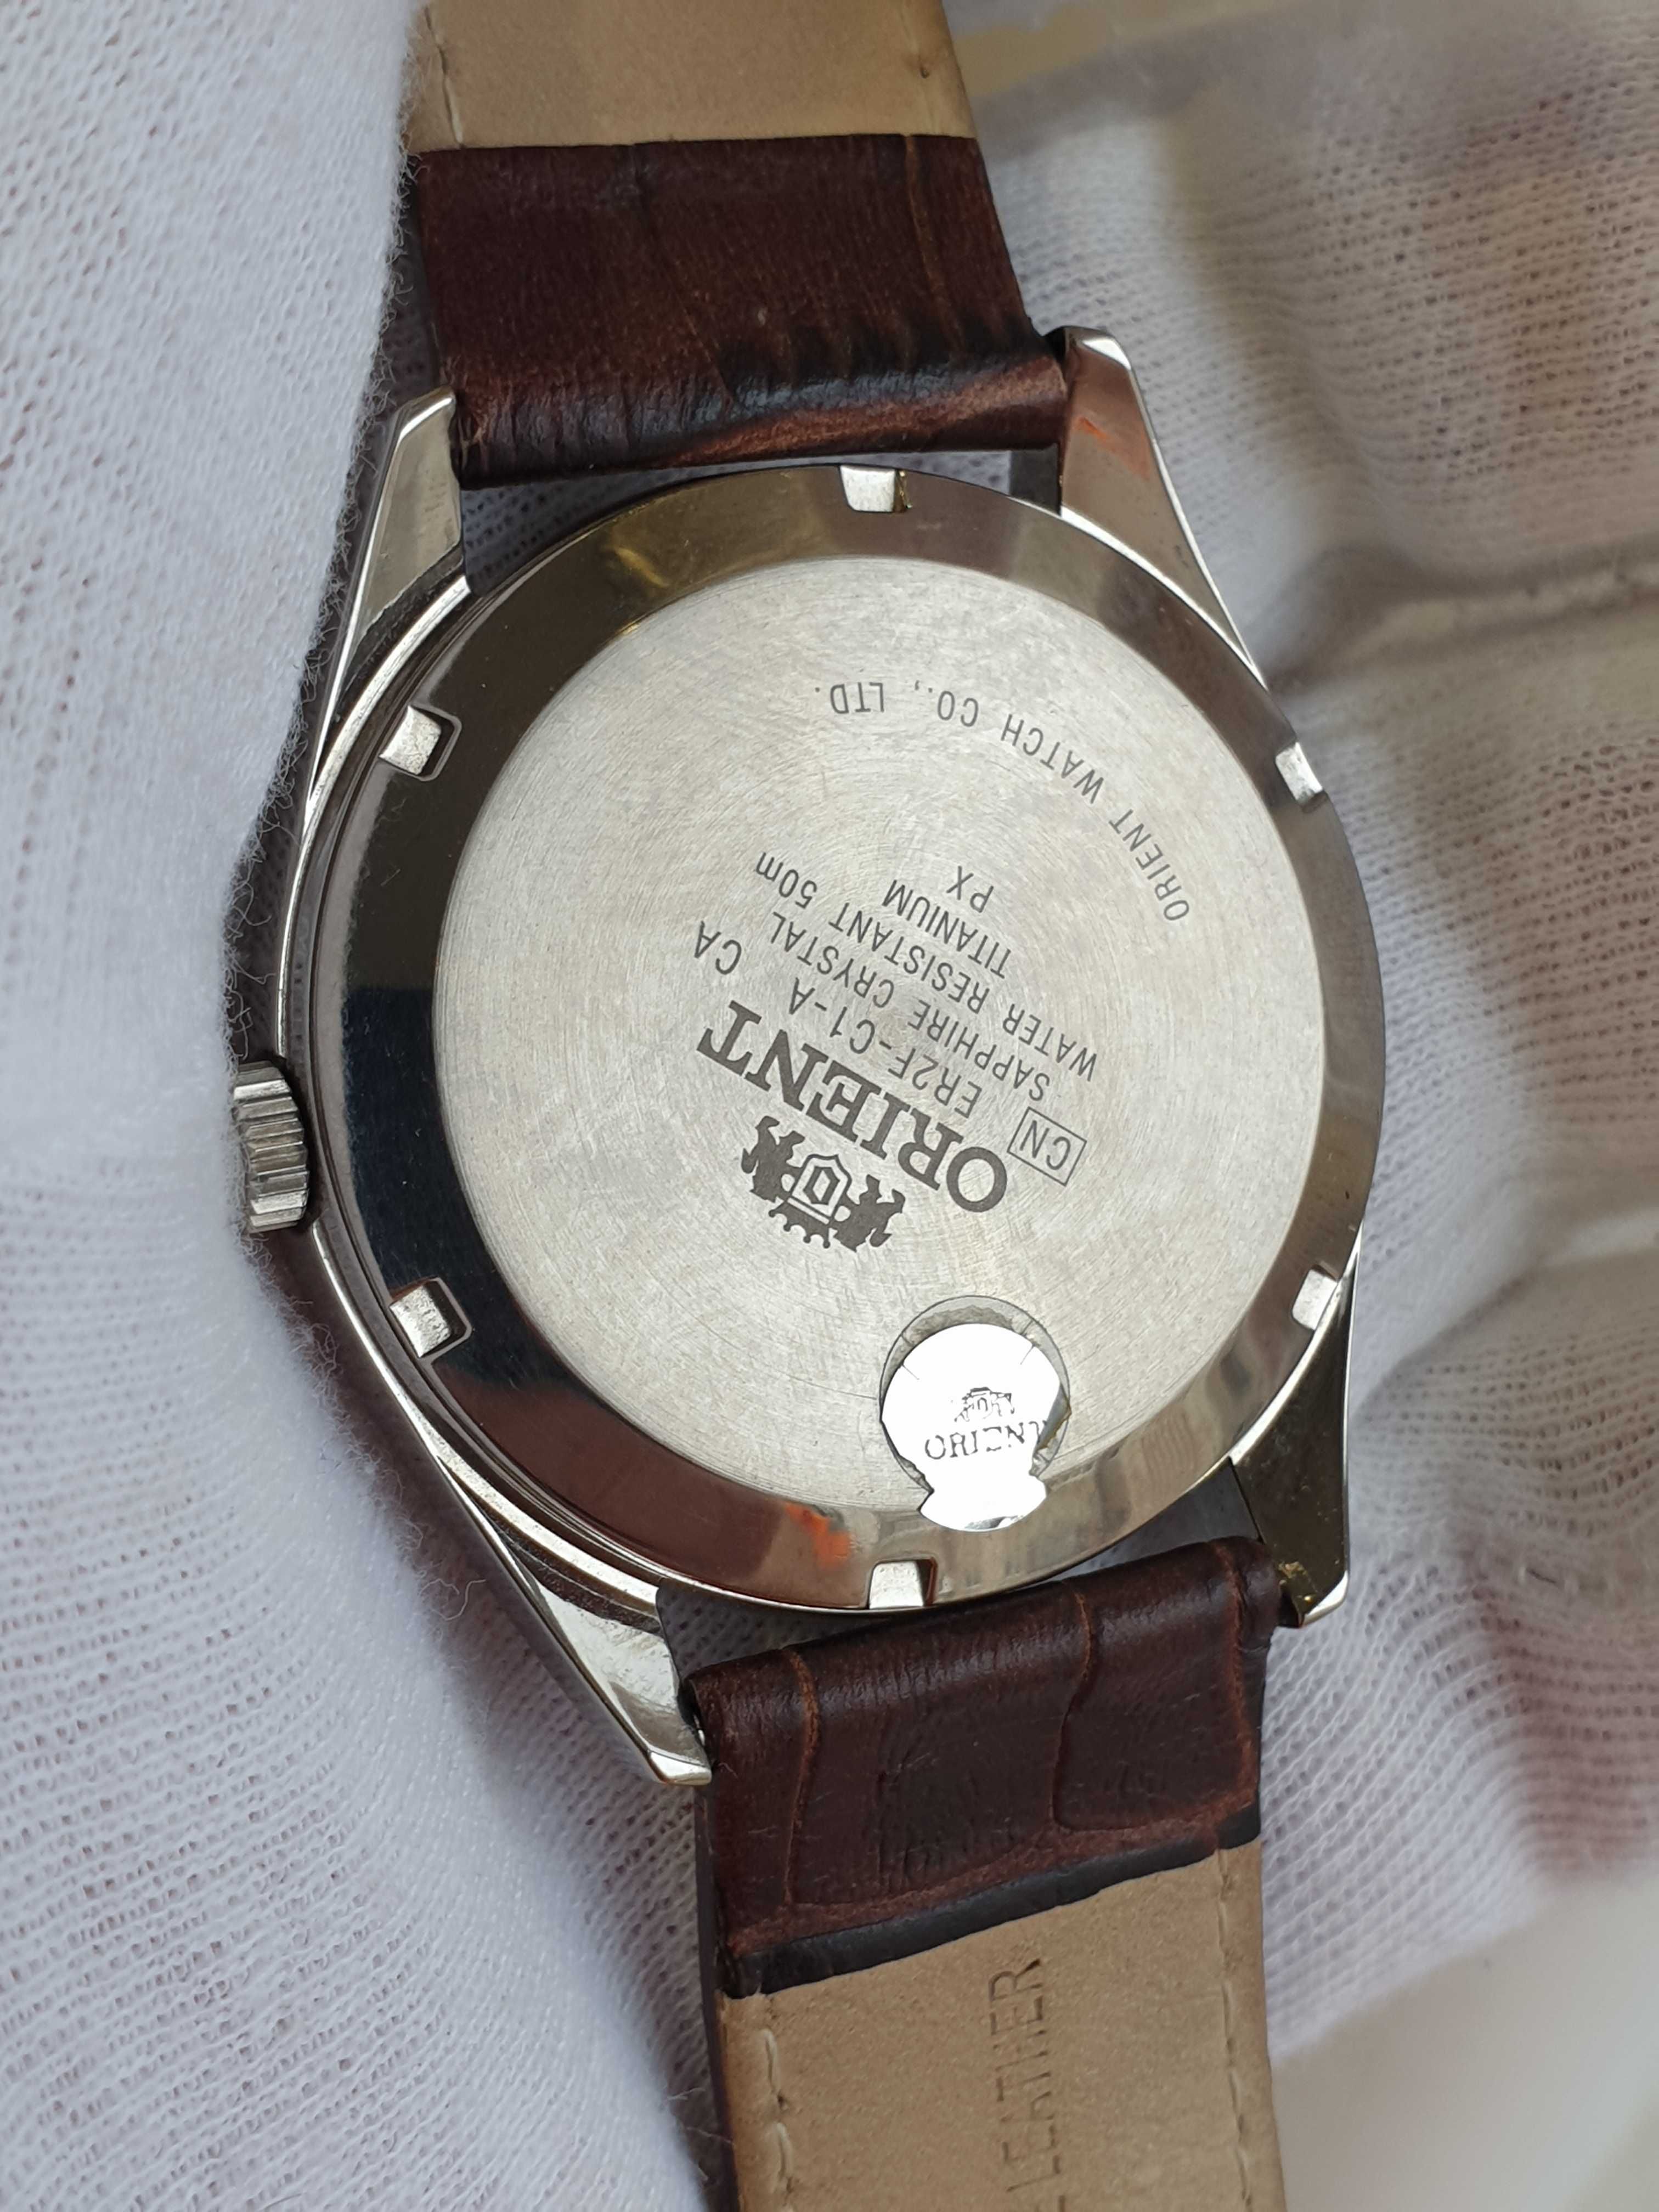 ORIENT
ER2F-C1-A CA
CN SAPPHIRE CRYSTAL
WATER RESISTANT 50m
TITANIUM
PX
ORIENT WATCH CO., LTD.
ORIENT
LEATHER